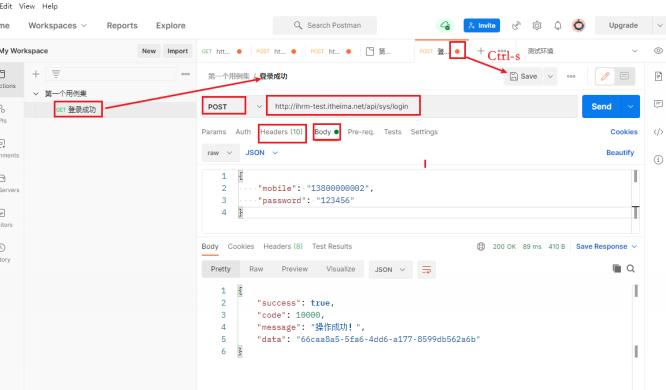 Edit View Help
me Workspaces Reports Explore Search Postman Invite Upgrade
My Workspace New Import
GET htt... POST ht... POST ht... 第... POST 登... 测试环境
Ctrl-s
第一个用例集 / 登录成功 Save
第一个用例集
GET 登录成功
POST http://ihrm-test.itheima.net/api/sys/login Send
Params Auth Headers (10) Body Pre-req. Tests Settings Cookies
raw JSON Beautify
1 {
2 "mobile": "13800000002",
3 "password": "123456"
4 }
ctions
PIs
nments
Servers
itors
tory
Body Cookies Headers (8) Test Results 200 OK 89 ms 410 B Save Response
Pretty Raw Preview Visualize JSON
1 {
2 "success": true,
3 "code": 10000,
4 "message": "操作成功！",
5 "data": "66caa8a5-5fa6-4dd6-a177-8599db562a6b"
6 }